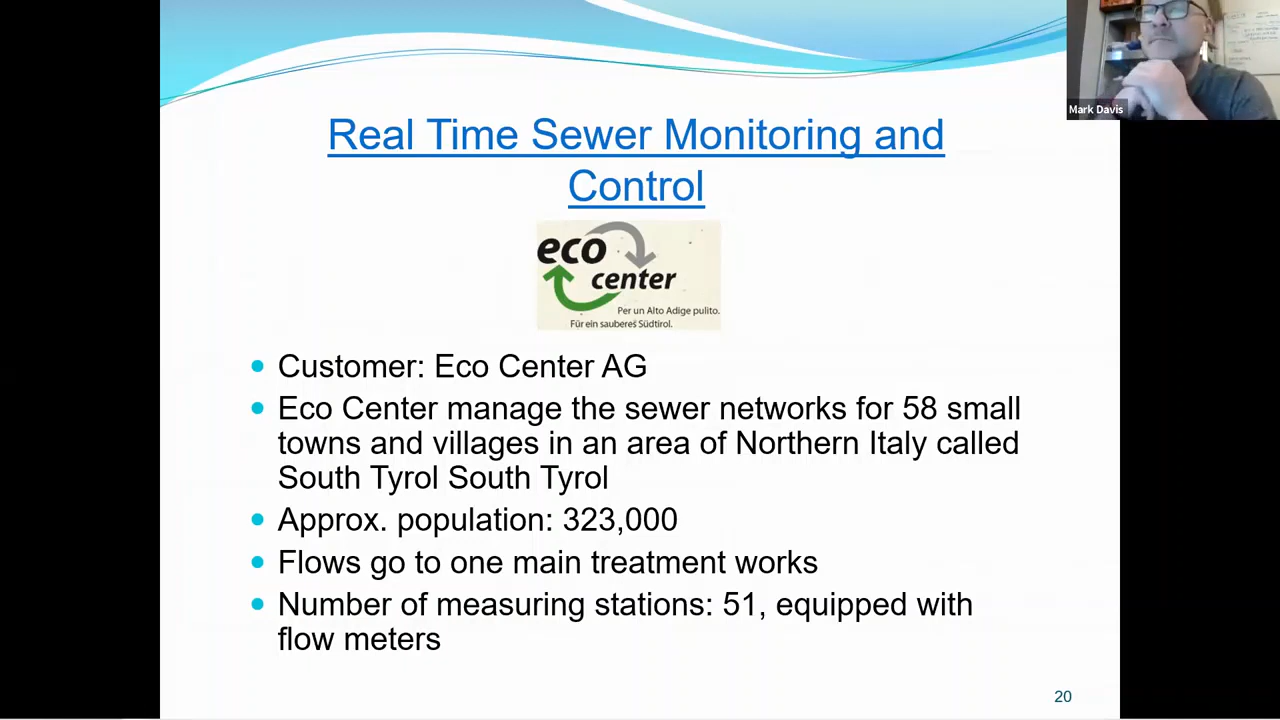 Mark Davis
Real Time Sewer Monitoring and
Control
eco
center
Per un Alto Adige pulito.
Für ein sauberes Südtirol.
Customer: Eco Center AG
Eco Center manage the sewer networks for 58 small
towns and villages in an area of Northern Italy called
South Tyrol South Tyrol
Approx. population: 323,000
Flows go to one main treatment works
Number of measuring stations: 51, equipped with
flow meters
20